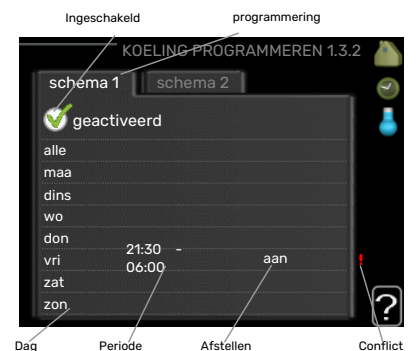 Ingeschakeld programmering
KOELING PROGRAMMEREN 1.3.2
schema 1 schema 2
geactiveerd
alle
maa
dins
wo
don
21:30 -
vri aan !
06:00
zat
zon
?
Dag Periode Afstellen Conflict